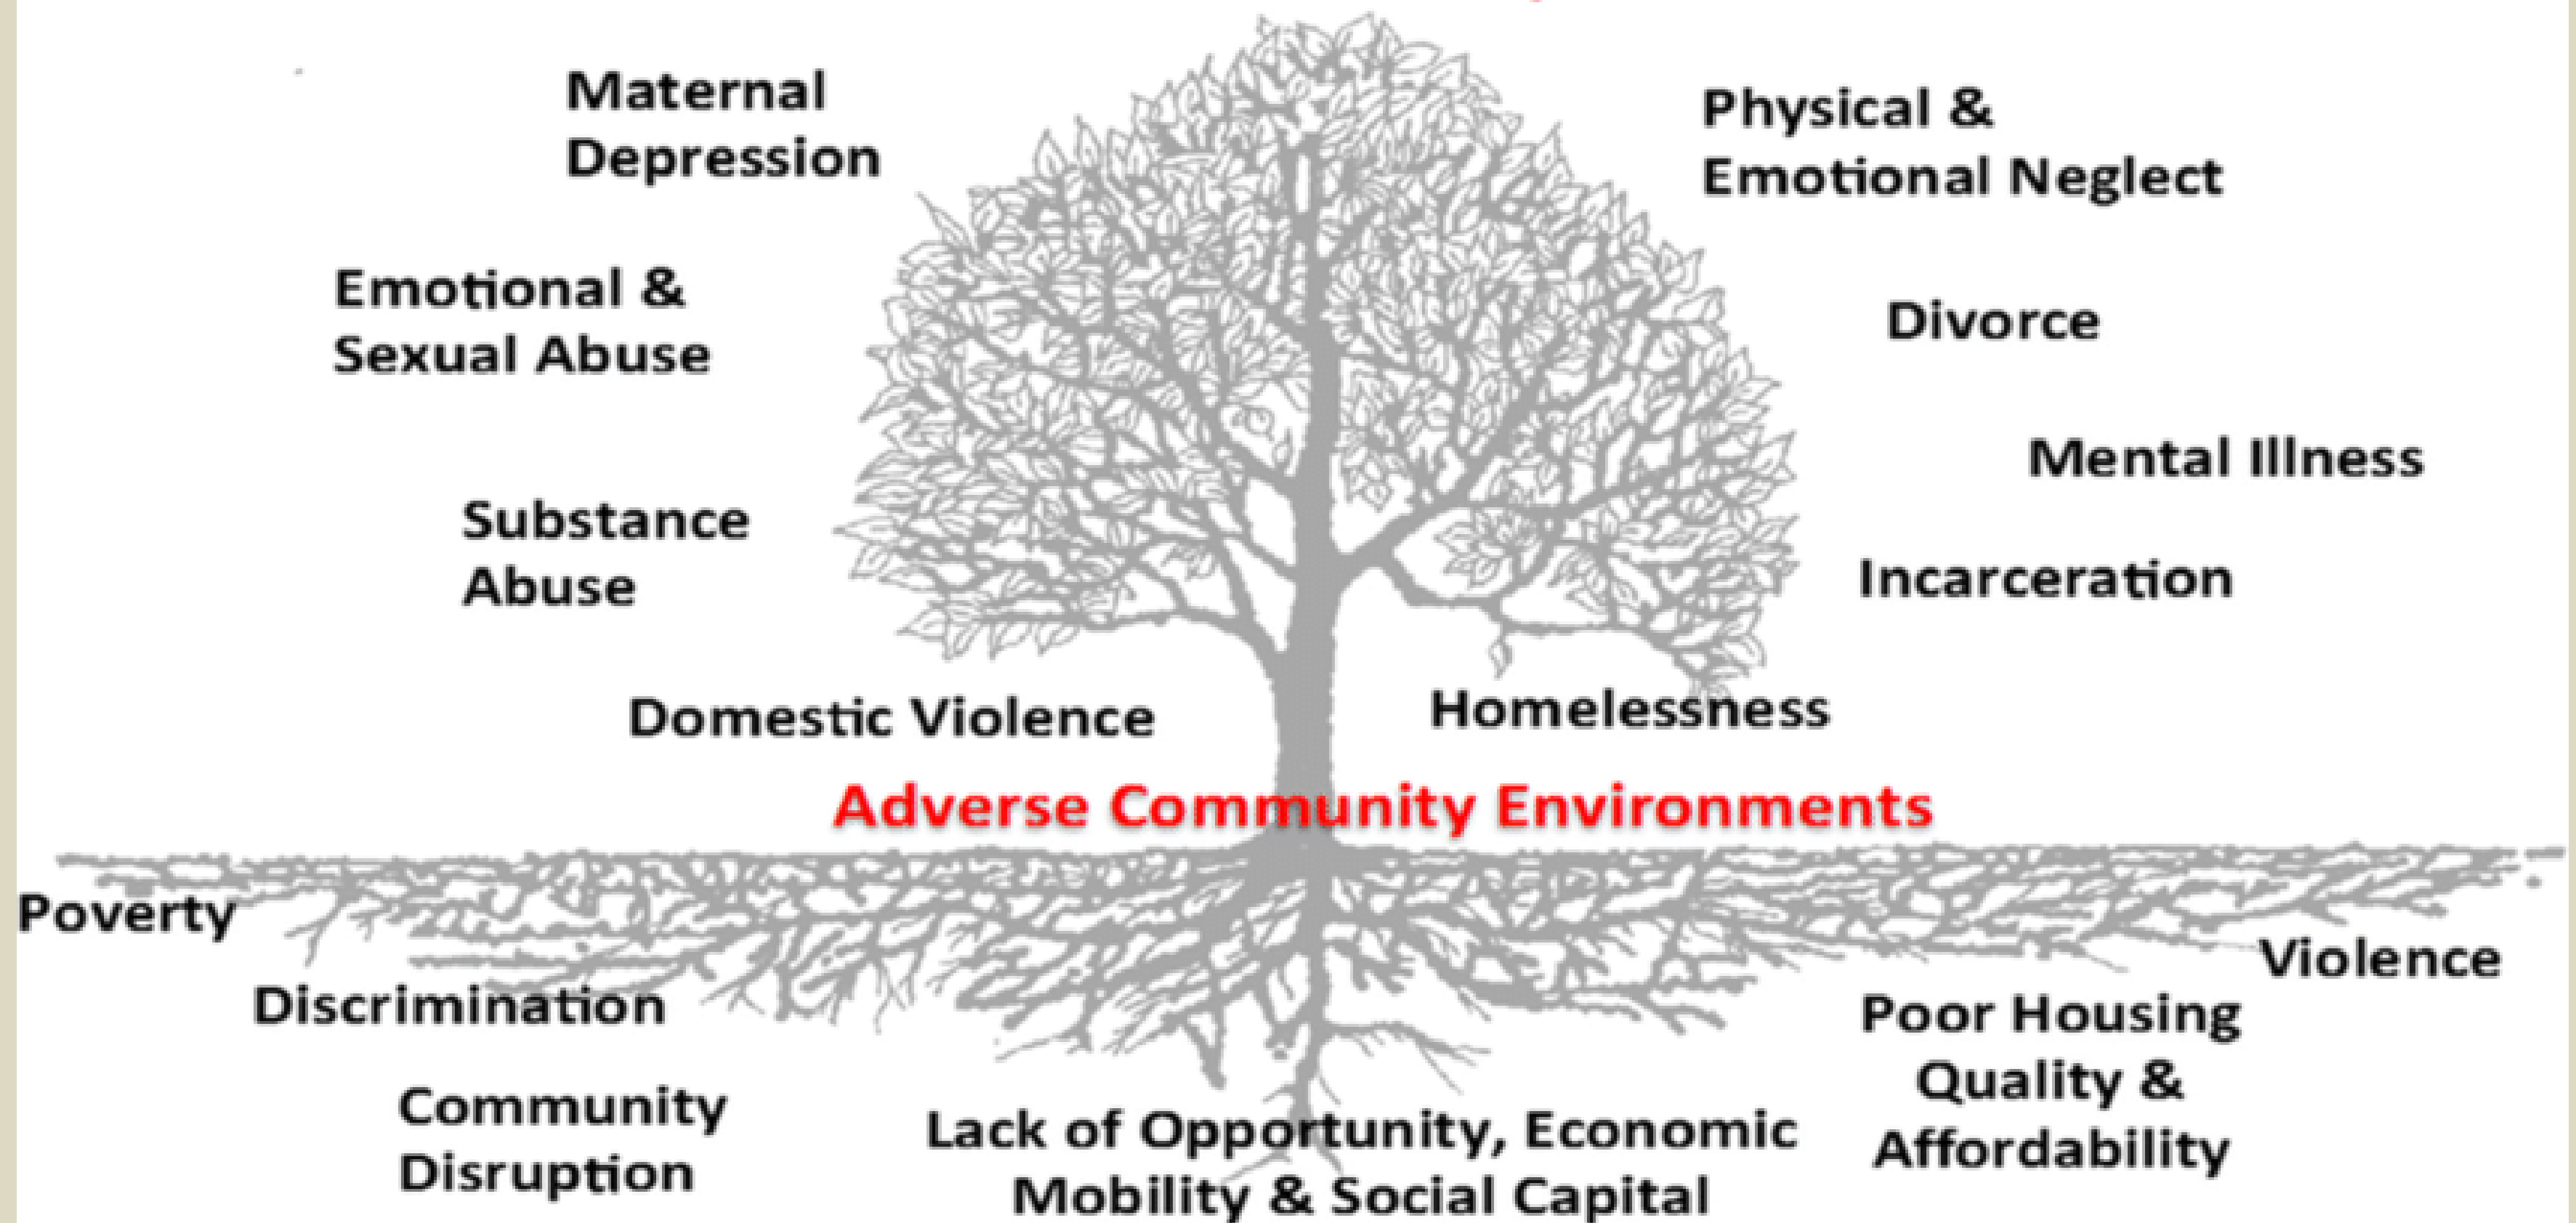 Maternal
Depression
Physical &
Emotional Neglect
Emotional &
Sexual Abuse
Divorce
Mental Illness
Substance
Abuse
Incarceration
Domestic Violence
Homelessness
Adverse Community Environments
Poverty
Violence
Discrimination
Poor Housing
Quality &
Affordability
Community
Disruption
Lack of Opportunity, Economic
Mobility & Social Capital